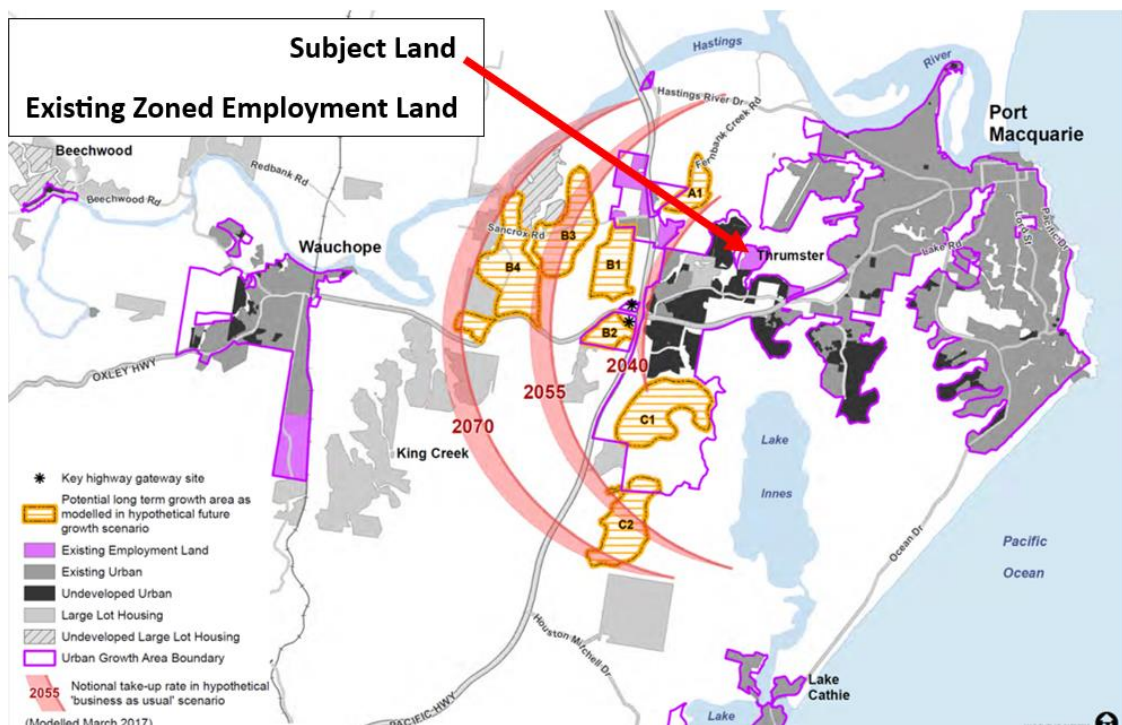 Subject Land
Existing Zoned Employment Land
Hastings
River
Hastings River Dr
Fernbank Creek Rd
Port
Macquarie
Beechwood
Redbank Rd
Beechwood Rd
A1
Pacific Dr
Lord St
Lake Rd
Wauchope
Sancrox Rd
B3
B4
B1
Thrumster
B2
OXLEY HWY
2040
2055
2070
C1
King Creek
Lake
Innes
C2
Ocean Dr
Pacific
Ocean
Houston Mitchell Dr
PACIFIC HWY
Lake
Cathie
Lake
Key highway gateway site
Potential long term growth area as
modelled in hypothetical future
growth scenario
Existing Employment Land
Existing Urban
Undeveloped Urban
Large Lot Housing
Undeveloped Large Lot Housing
Urban Growth Area Boundary
2055 Notional take-up rate in hypothetical
'business as usual' scenario
(Modelled March 2017)